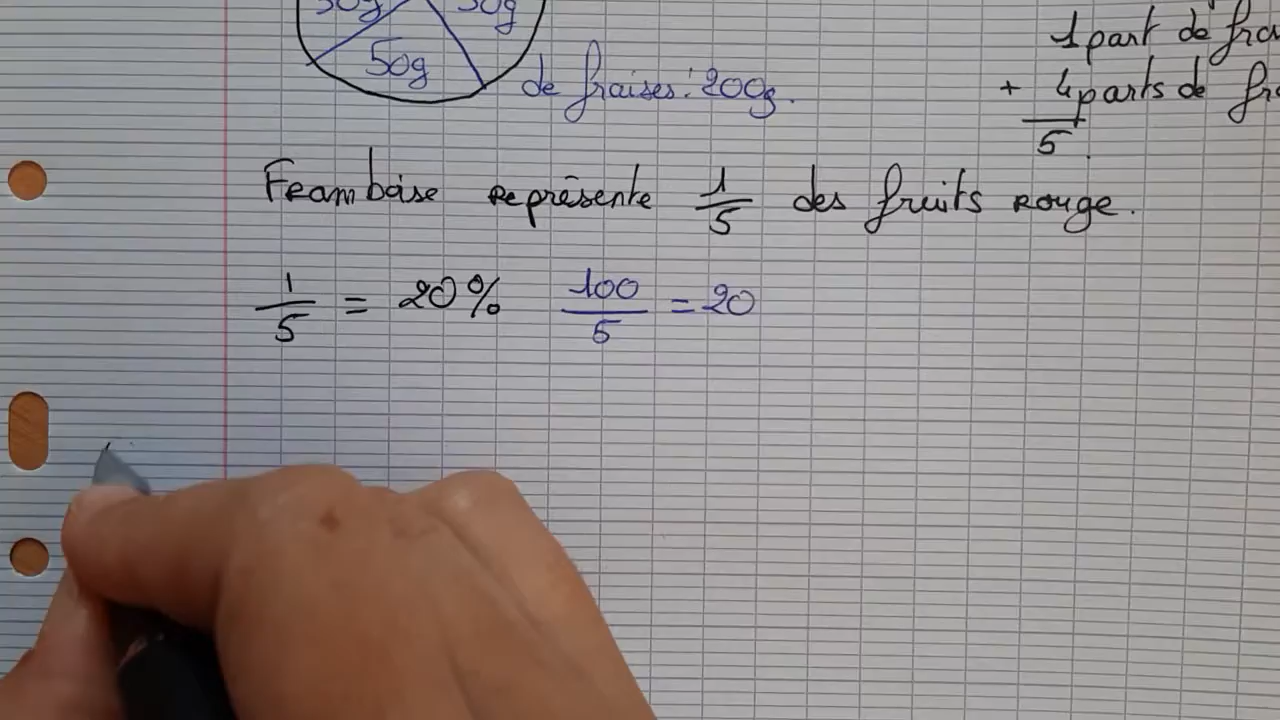 50g 50g
50g
de fraises : 200g.
1 part de
+ 4 parts de
5.
Framboise représente 1/5 des fruits rouge.
1/5 = 20% 100/5 = 20